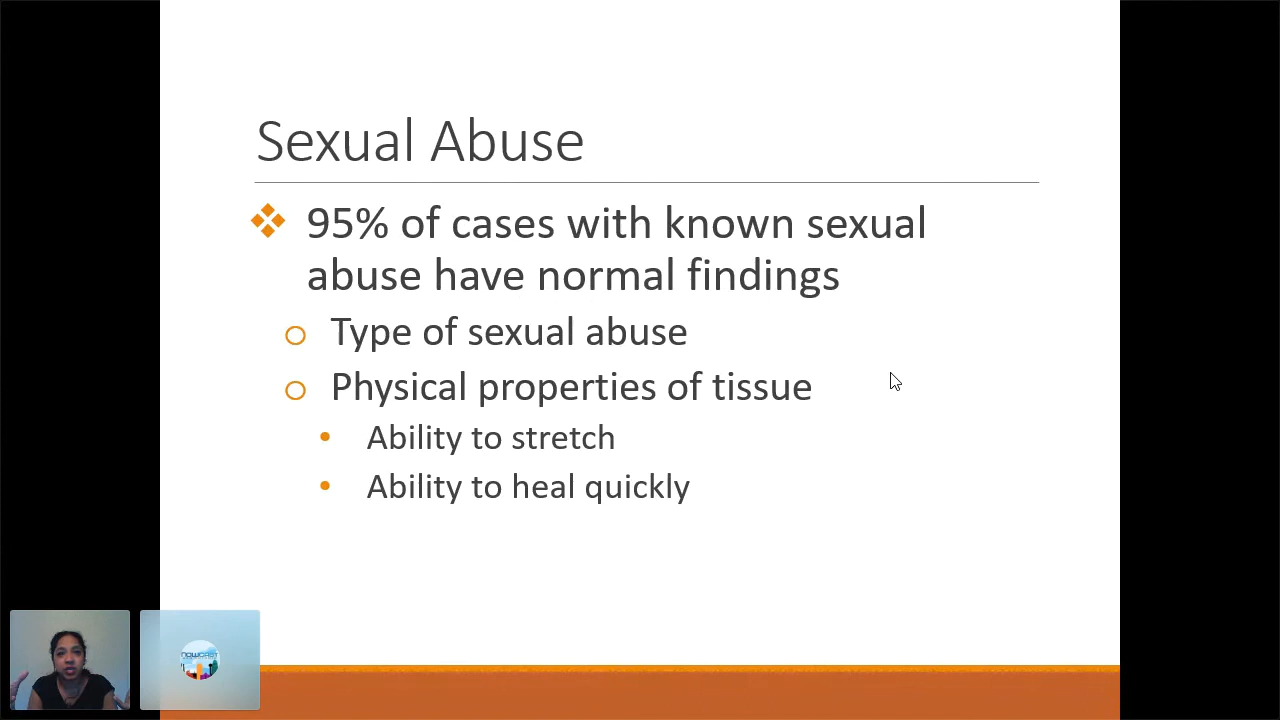 Sexual Abuse
95% of cases with known sexual
abuse have normal findings
Type of sexual abuse
Physical properties of tissue
Ability to stretch
Ability to heal quickly
NOWCAST